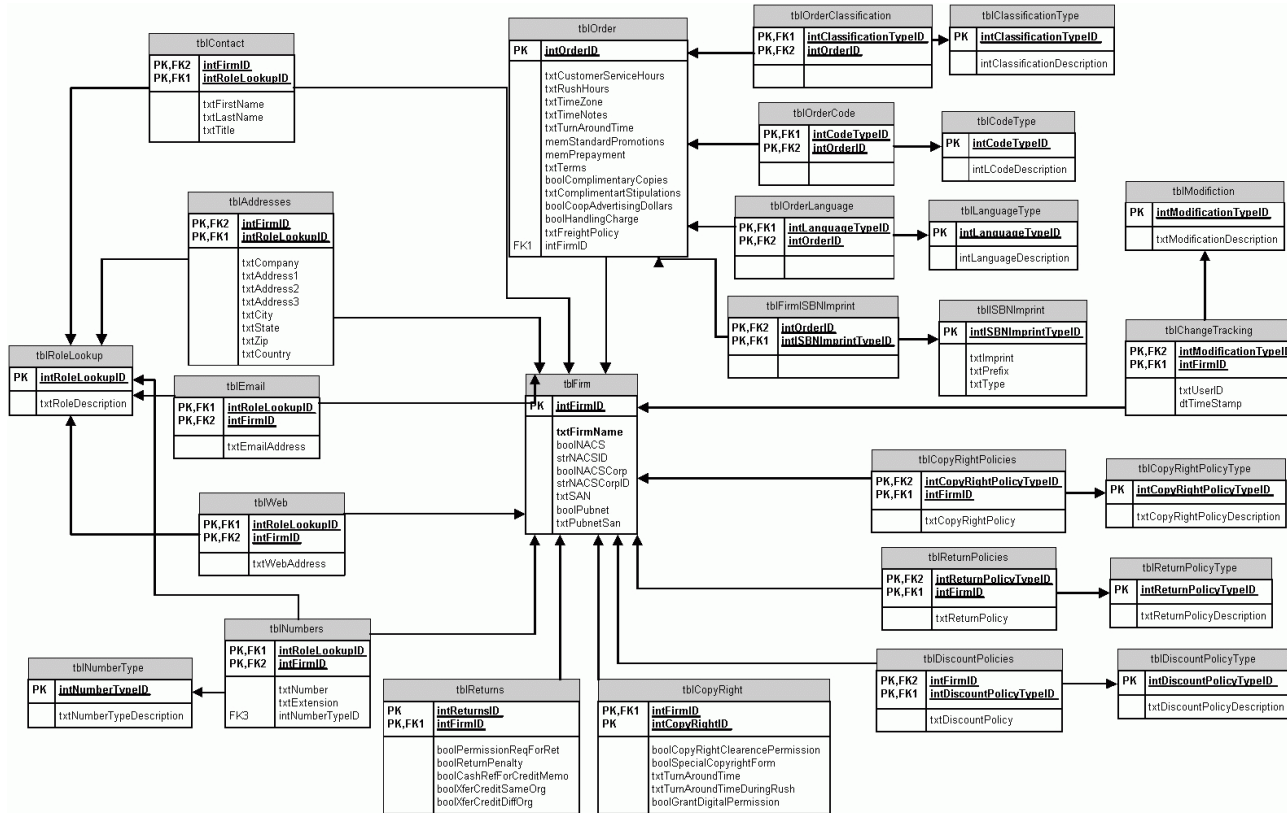 tblContact
PK,FK2 intFirmID
PK,FK1 intRoleLookupID
txtFirstName
txtLastName
txtTitle
tblOrder
PK intOrderID
txtCustomerServiceHours
txtRushHours
txtTimeZone
txtTimeNotes
txtTurnAroundTime
memStandardPromotions
memPrepayment
txtTerms
boolComplimentaryCopies
txtComplimentartStipulations
boolCoopAdvertisingDollars
boolHandlingCharge
txtFreightPolicy
FK1 intFirmID
tblOrderClassification
PK,FK1 intClassificationTypeID
PK,FK2 intOrderID
tblClassificationType
PK intClassificationTypeID
intClassificationDescription
tblOrderCode
PK,FK1 intCodeTypeID
PK,FK2 intOrderID
tblCodeType
PK intCodeTypeID
intLCodeDescription
tblOrderLanguage
PK,FK1 intLanguageTypeID
PK,FK2 intOrderID
tblLanguageType
PK intLanguageTypeID
intLanguageDescription
tblModifiction
PK intModificationTypeID
txtModificationDescription
tblAddresses
PK,FK2 intFirmID
PK,FK1 intRoleLookupID
txtCompany
txtAddress1
txtAddress2
txtAddress3
txtCity
txtState
txtZip
txtCountry
tblFirmISBNImprint
PK,FK2 intOrderID
PK,FK1 intISBNImprintTypeID
tblISBNImprint
PK intISBNImprintTypeID
txtImprint
txtPrefix
txtType
tblChangeTracking
PK,FK2 intModificationTypeID
PK,FK1 intFirmID
txtUserID
dtTimeStamp
tblRoleLookup
PK intRoleLookupID
txtRoleDescription
tblEmail
PK,FK1 intRoleLookupID
PK,FK2 intFirmID
txtEmailAddress
tblFirm
PK intFirmID
txtFirmName
boolNACS
strNACSID
boolNACSCorp
strNACSCorpID
txtSAN
boolPubnet
txtPubnetSan
tblCopyRightPolicies
PK,FK2 intCopyRightPolicyTypeID
PK,FK1 intFirmID
txtCopyRightPolicy
tblCopyRightPolicyType
PK intCopyRightPolicyTypeID
txtCopyRightPolicyDescription
tblWeb
PK,FK1 intRoleLookupID
PK,FK2 intFirmID
txtWebAddress
tblReturnPolicies
PK,FK2 intReturnPolicyTypeID
PK,FK1 intFirmID
txtReturnPolicy
tblReturnPolicyType
PK intReturnPolicyTypeID
txtReturnPolicyDescription
tblNumbers
PK,FK1 intRoleLookupID
PK,FK2 intFirmID
txtNumber
txtExtension
FK3 intNumberTypeID
tblNumberType
PK intNumberTypeID
txtNumberTypeDescription
tblReturns
PK intReturnsID
PK,FK1 intFirmID
boolPermissionReqForRet
boolReturnPenalty
boolCashRefForCreditMemo
boolXferCreditSameOrg
boolXferCreditDiffOrg
tblCopyRight
PK,FK1 intFirmID
PK intCopyRightID
boolCopyRightClearencePermission
boolSpecialCopyrightForm
txtTurnAroundTime
txtTurnAroundTimeDuringRush
boolGrantDigitalPermission
tblDiscountPolicies
PK,FK2 intFirmID
PK,FK1 intDiscountPolicyTypeID
txtDiscountPolicy
tblDiscountPolicyType
PK intDiscountPolicyTypeID
txtDiscountPolicyDescription